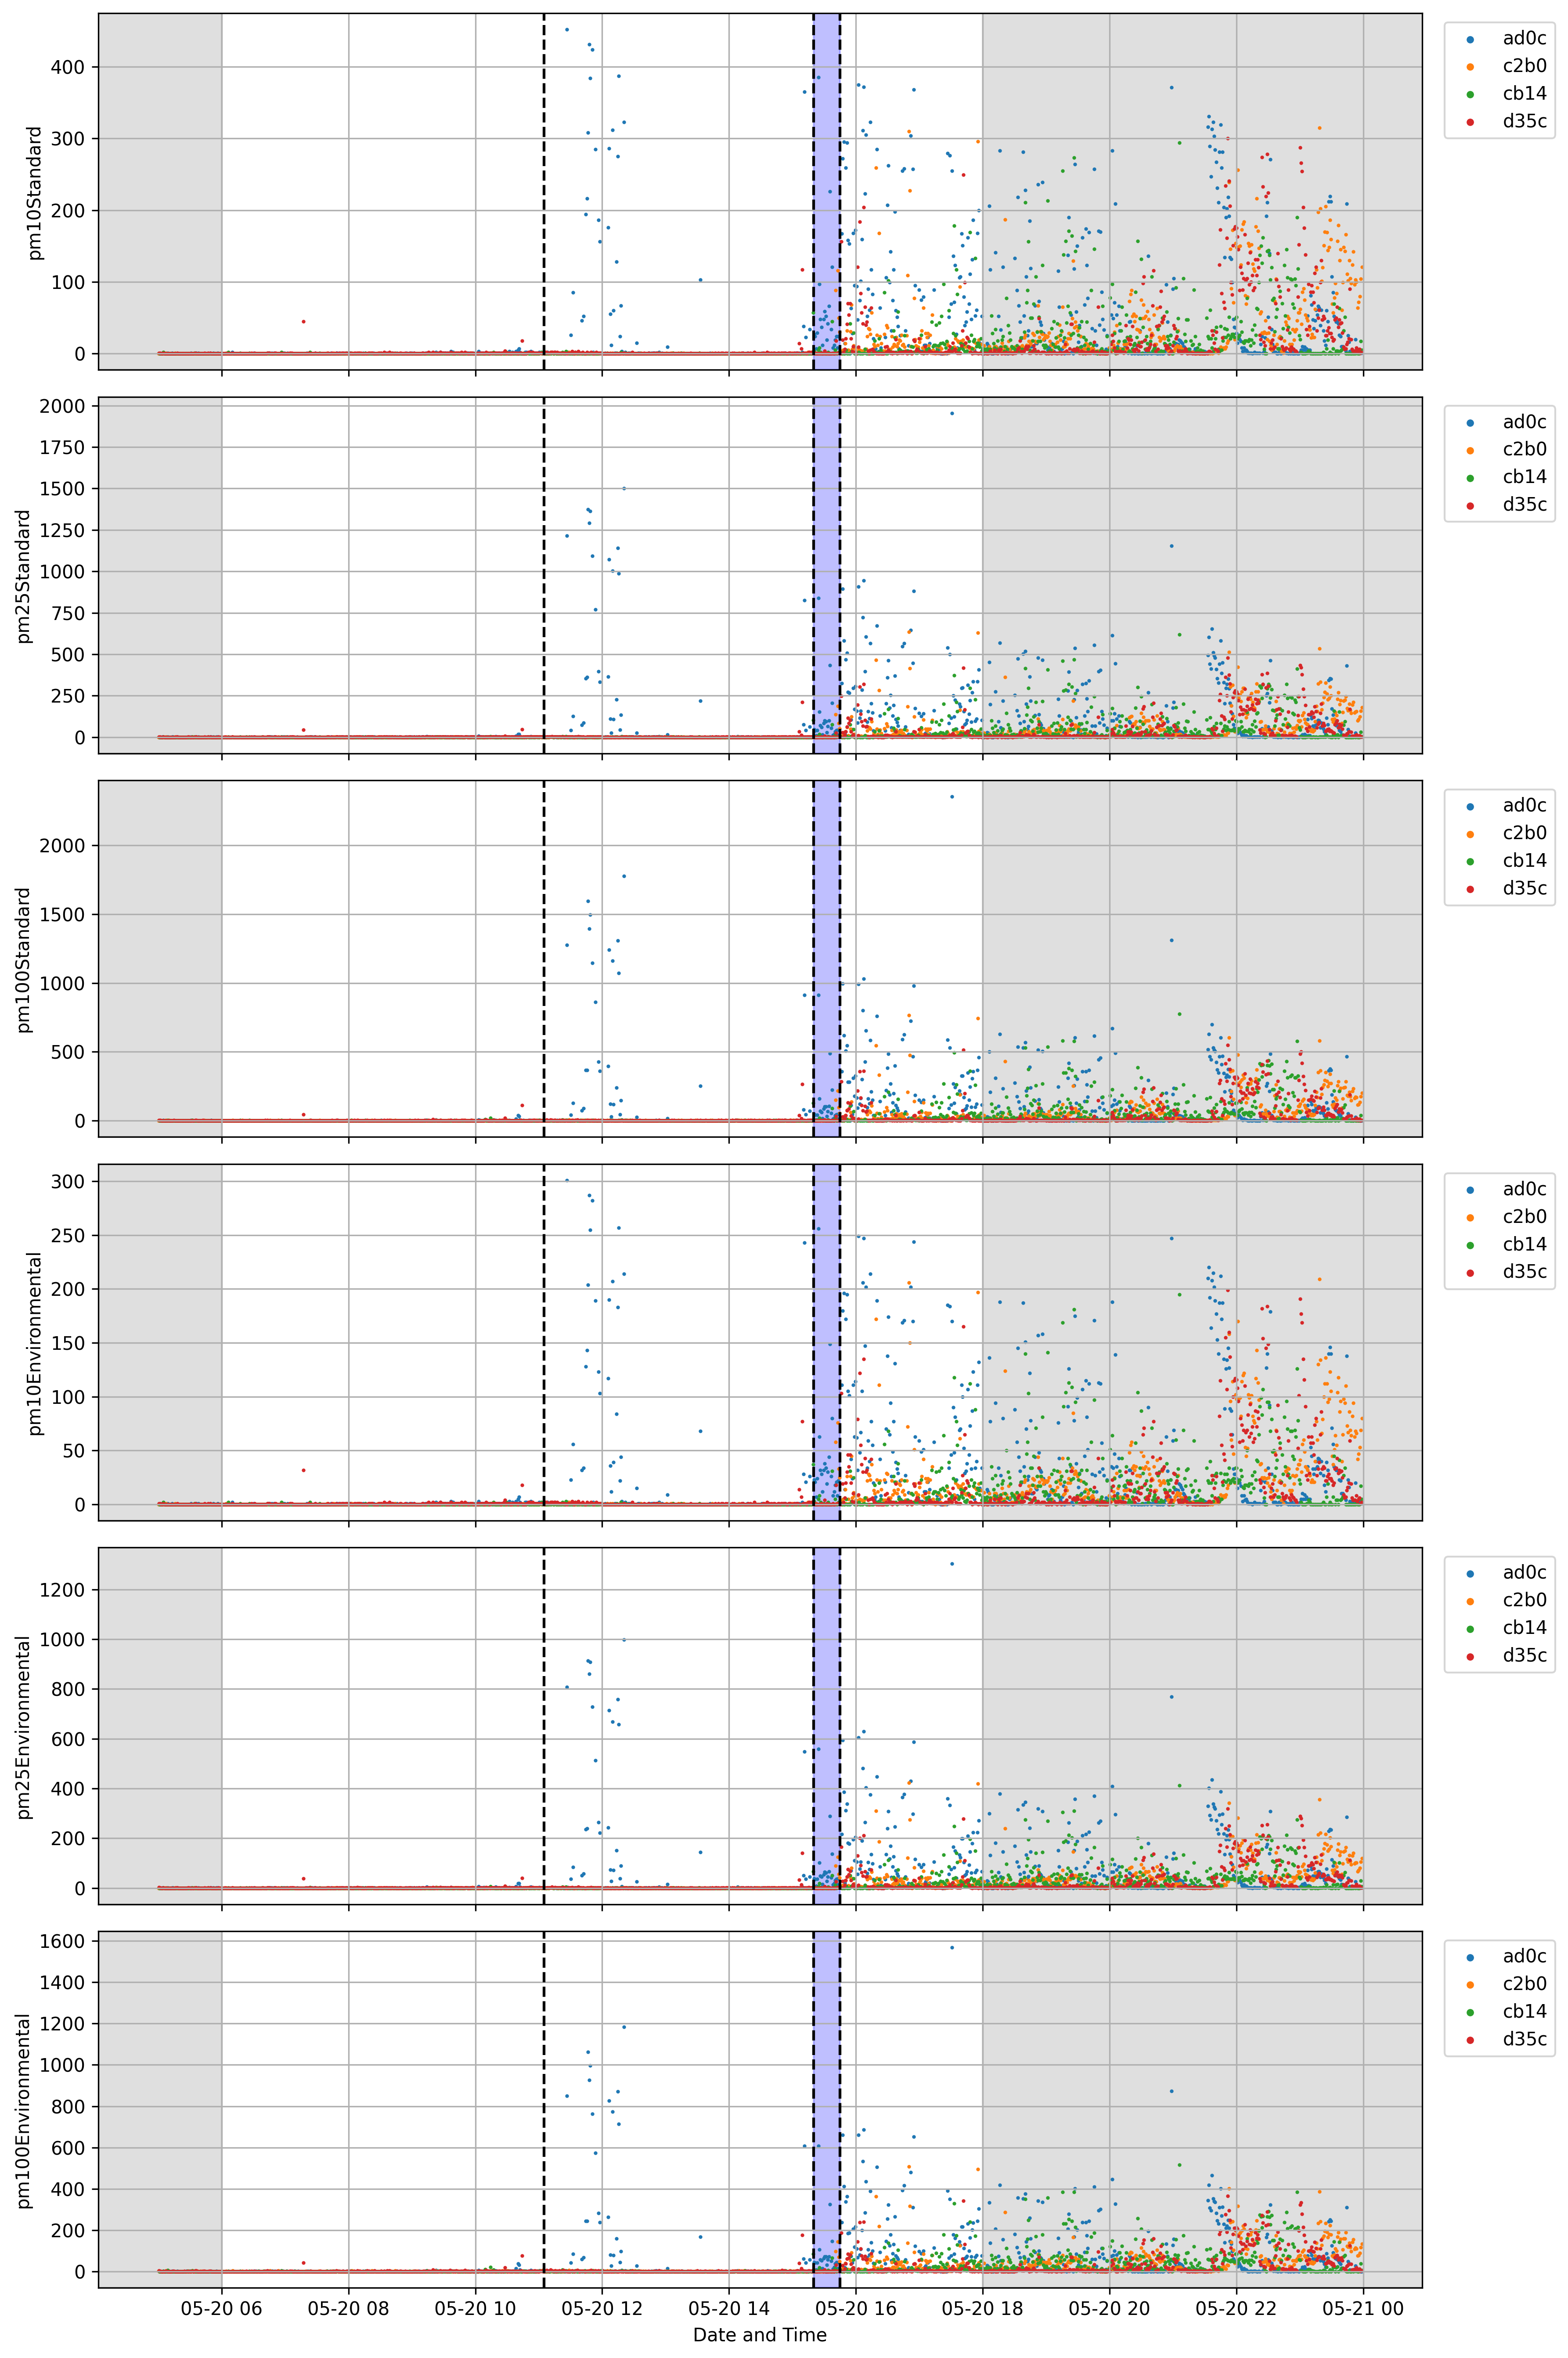 pm10Standard
400
300
200
100
0
ad0c
c2b0
cb14
d35c
pm25Standard
2000
1750
1500
1250
1000
750
500
250
0
ad0c
c2b0
cb14
d35c
pm100Standard
2000
1500
1000
500
0
ad0c
c2b0
cb14
d35c
pm10Environmental
300
250
200
150
100
50
0
ad0c
c2b0
cb14
d35c
pm25Environmental
1200
1000
800
600
400
200
0
ad0c
c2b0
cb14
d35c
pm100Environmental
1600
1400
1200
1000
800
600
400
200
0
ad0c
c2b0
cb14
d35c
05-20 06 05-20 08 05-20 10 05-20 12 05-20 14 05-20 16 05-20 18 05-20 20 05-20 22 05-21 00
Date and Time